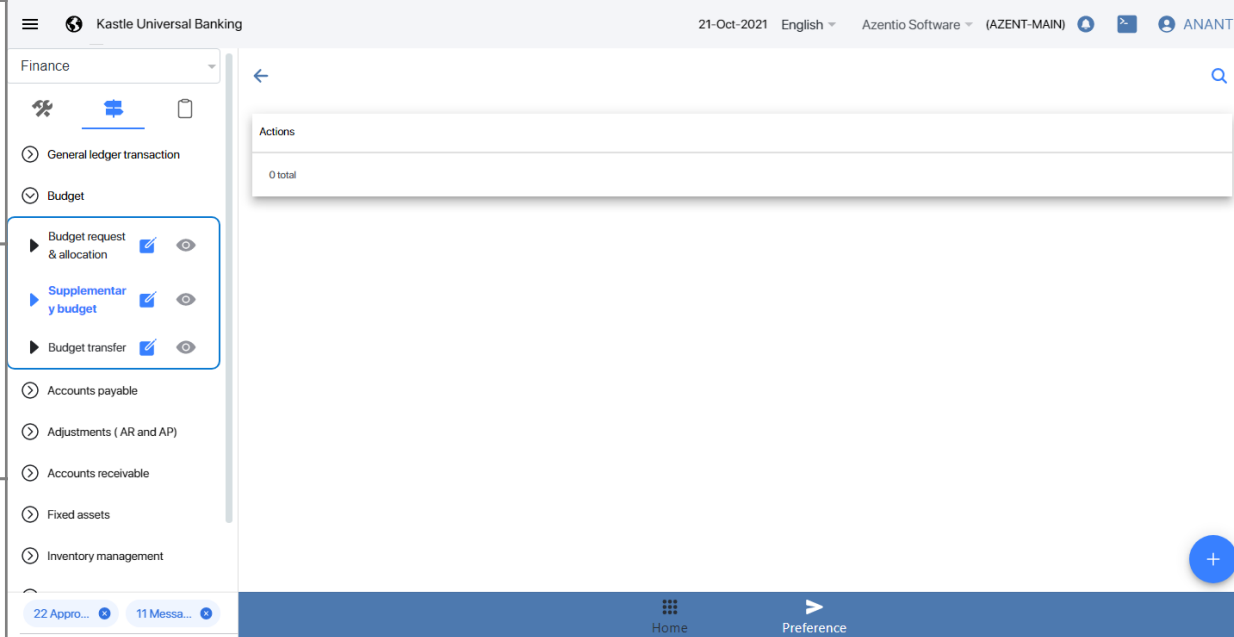 Kastle Universal Banking
21-Oct-2021 English Azentio Software (AZENT-MAIN) ANANT
Finance
Actions
0 total
General ledger transaction
Budget
Budget request
& allocation
Supplementar
y budget
Budget transfer
Accounts payable
Adjustments ( AR and AP)
Accounts receivable
Fixed assets
Inventory management
22 Appro... 11 Messa...
Home
Preference